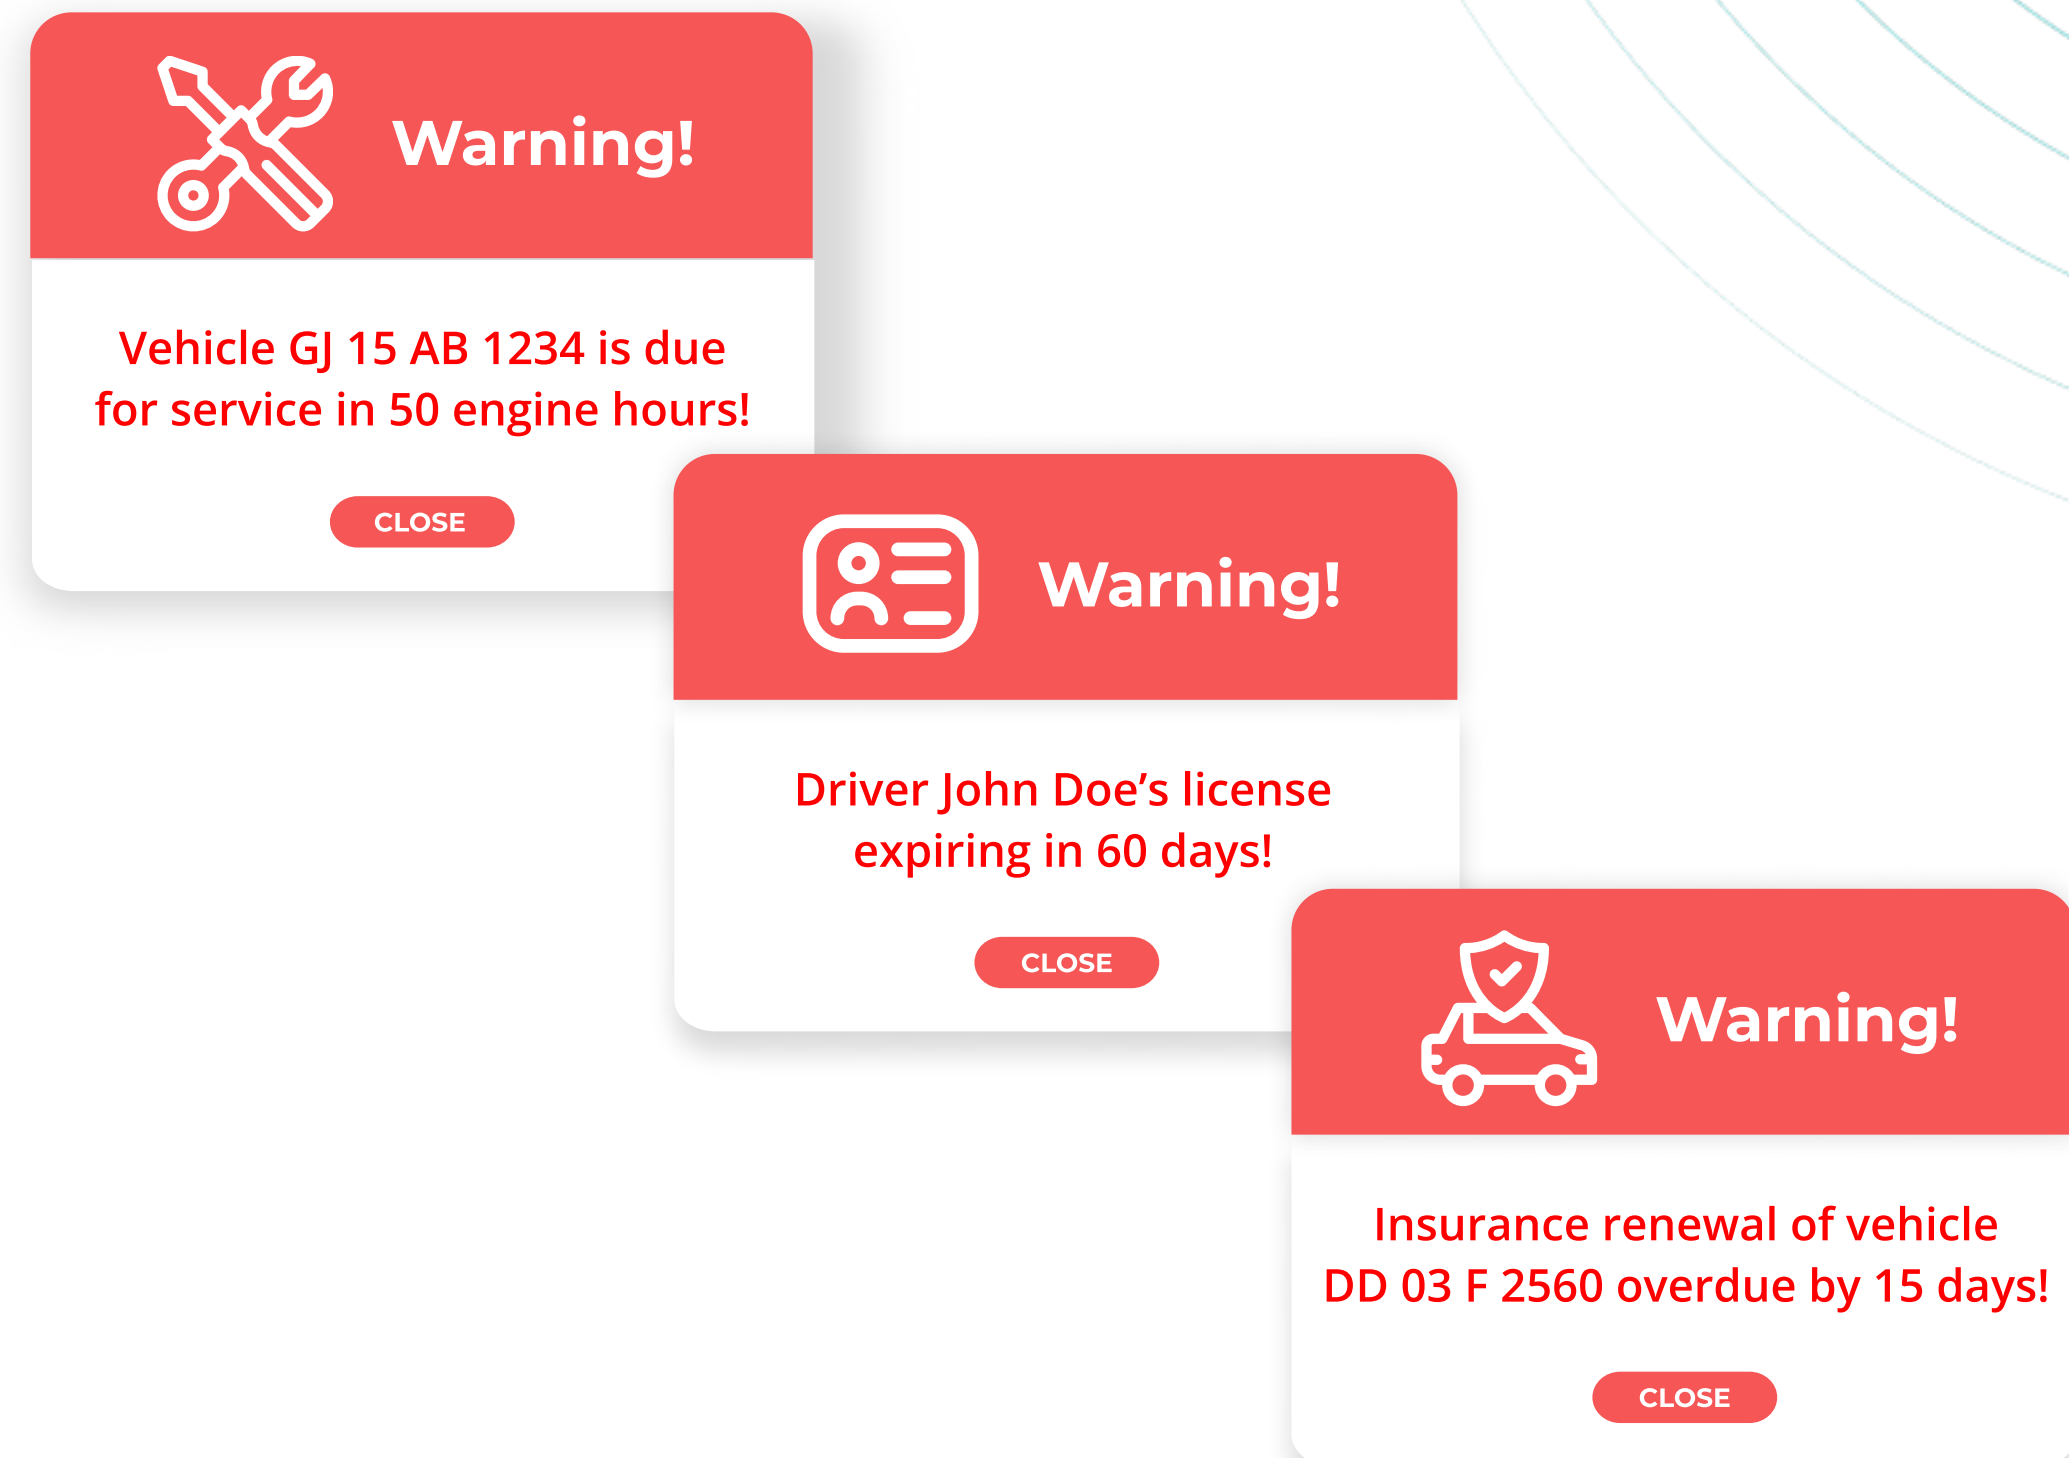 Warning!
Vehicle GJ 15 AB 1234 is due
for service in 50 engine hours!
CLOSE
Warning!
Driver John Doe’s license
expiring in 60 days!
CLOSE
Warning!
Insurance renewal of vehicle
DD 03 F 2560 overdue by 15 days!
CLOSE